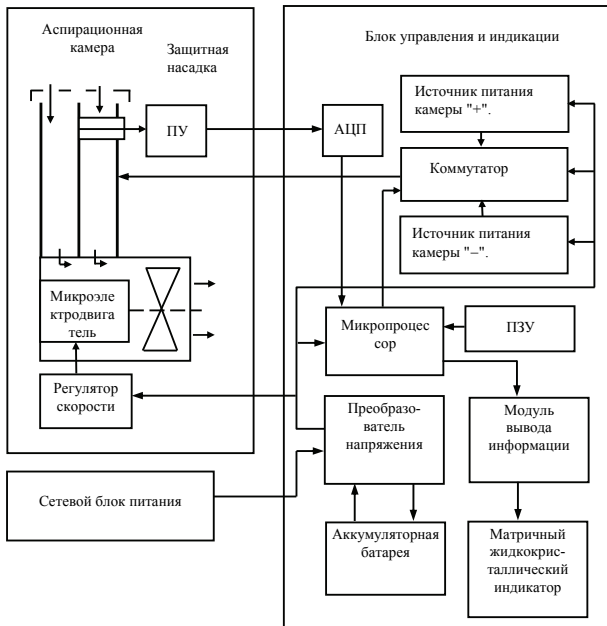 Аспирационная
камера
Защитная
насадка
Блок управления и индикации
Источник питания
камеры "+".
ПУ
АЦП
Коммутатор
Источник питания
камеры "–".
Микроэле
ктродвига
тель
Микропроцес
сор
ПЗУ
Регулятор
скорости
Преобразо-
ователь
напряжения
Модуль
вывода
информации
Сетевой блок питания
Аккумуляторная
батарея
Матричный
жидкокрис-
таллический
индикатор